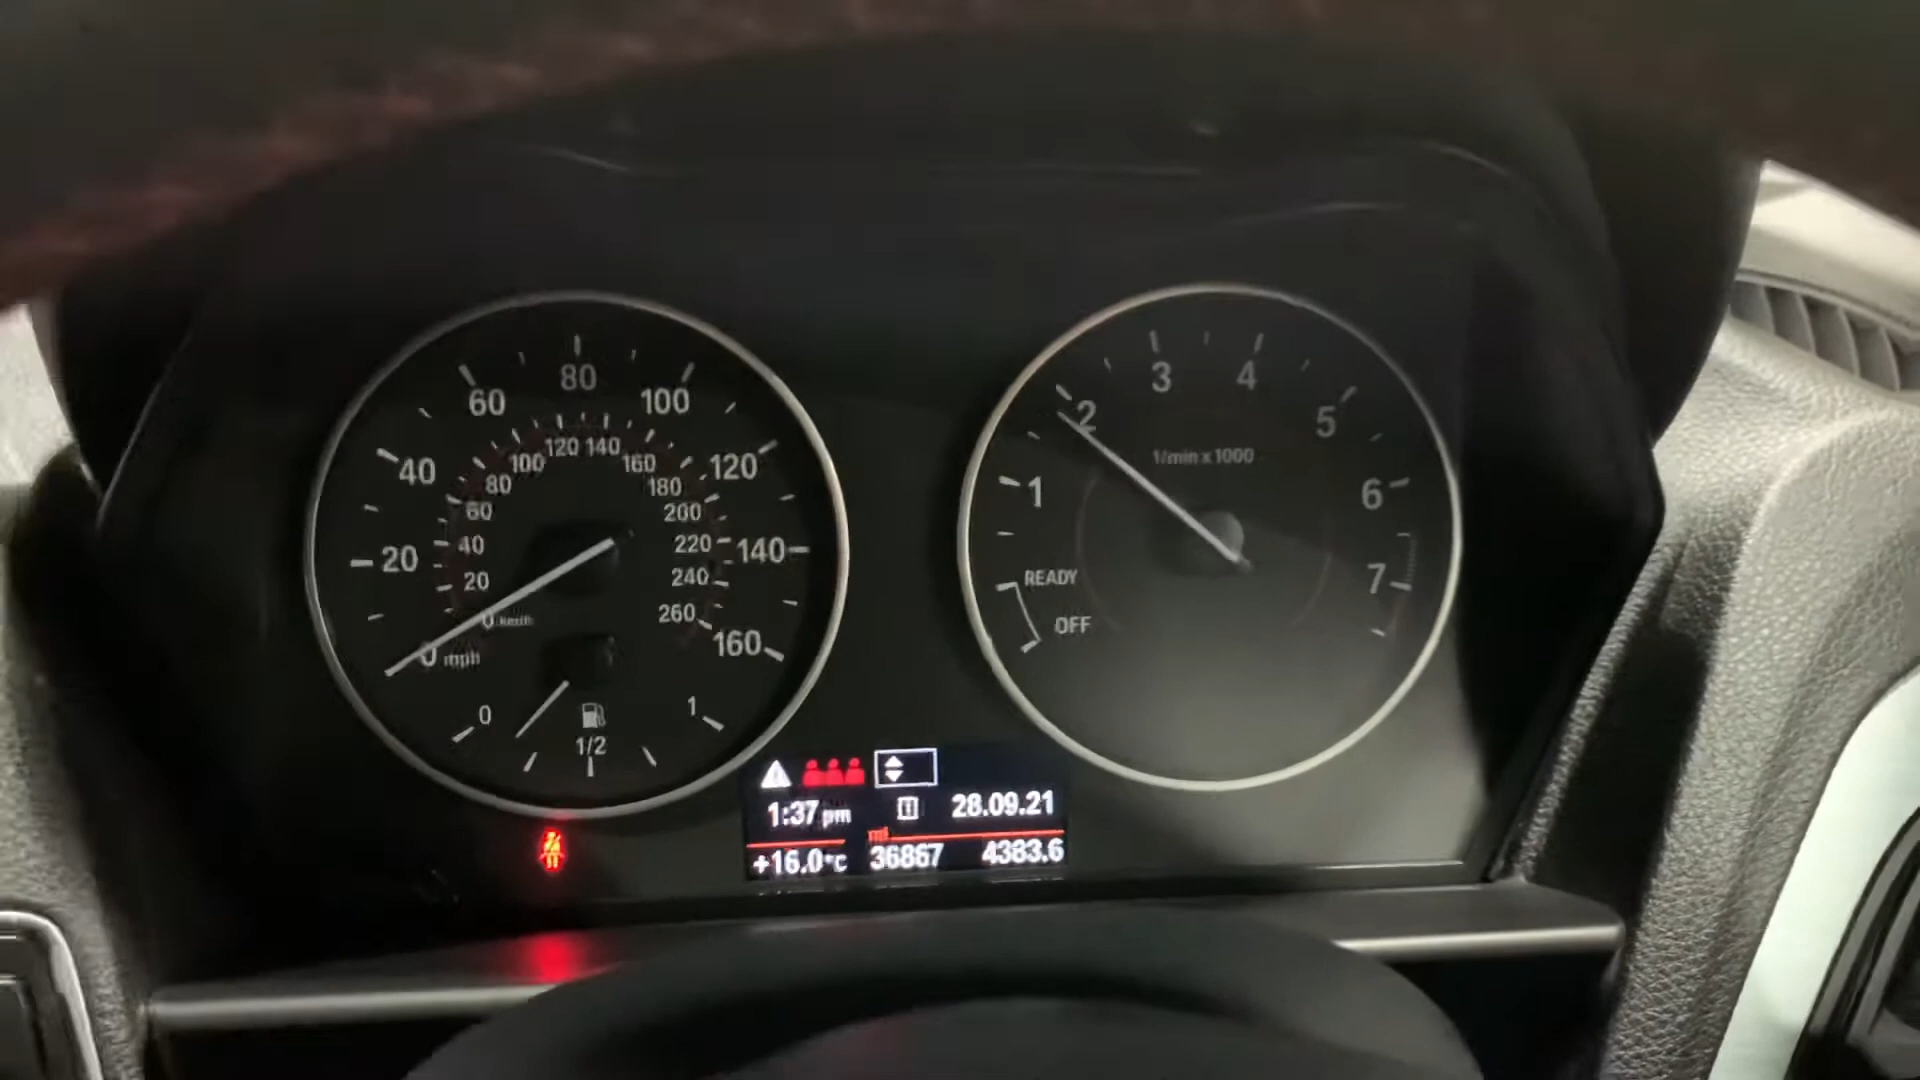 80
60 100
40 120
20 140
0 mph 160
120 140
100 160
80 180
60 200
40 220
20 240
0 km/h 260
0 1/2 1
3 4
2 5
1/min x 1000
1 6
READY 7
OFF
1:37 pm 28.09.21
mi
+16.0°C 36867 4383.6